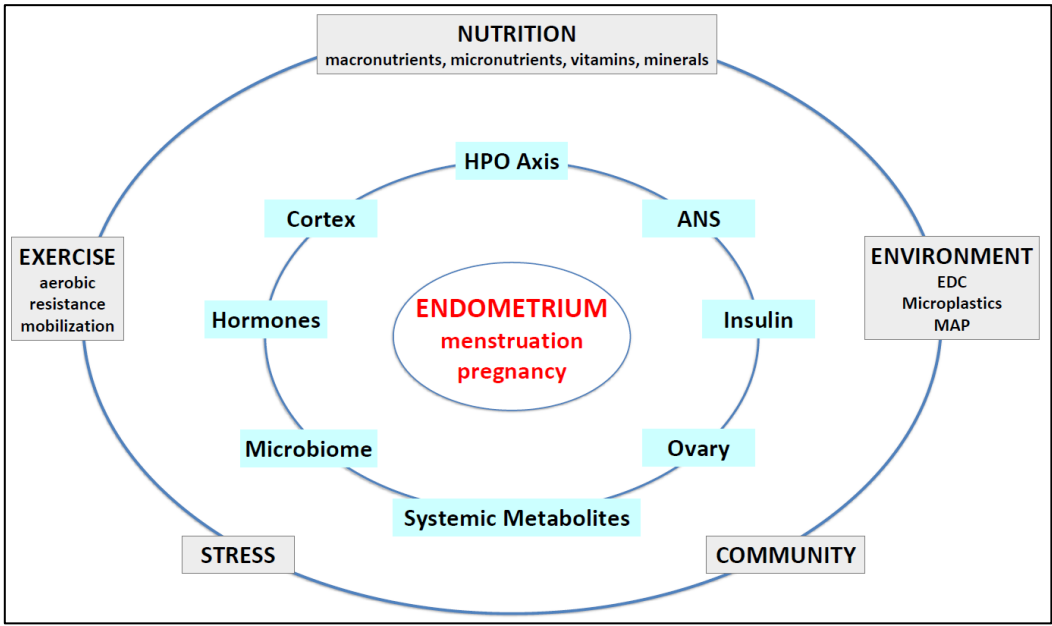 NUTRITION
macronutrients, micronutrients, vitamins, minerals
HPO Axis
Cortex
ANS
EXERCISE
aerobic
resistance
mobilization
ENVIRONMENT
EDC
Microplastics
MAP
Hormones
ENDOMETRIUM
menstruation
pregnancy
Insulin
Microbiome
Ovary
Systemic Metabolites
STRESS
COMMUNITY